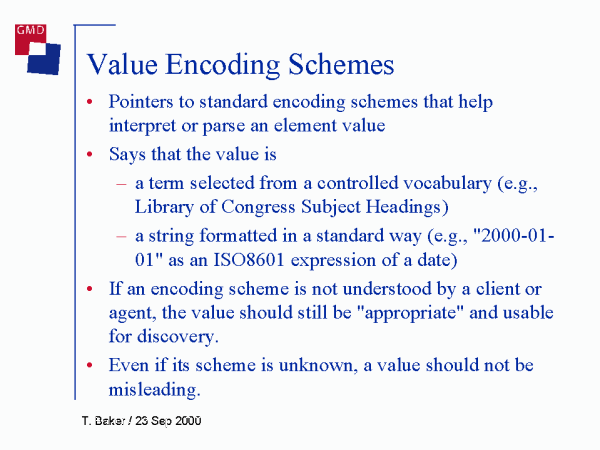 GMD
Value Encoding Schemes
• Pointers to standard encoding schemes that help
interpret or parse an element value
• Says that the value is
– a term selected from a controlled vocabulary (e.g.,
Library of Congress Subject Headings)
– a string formatted in a standard way (e.g., "2000-01-
01" as an ISO8601 expression of a date)
• If an encoding scheme is not understood by a client or
agent, the value should still be "appropriate" and usable
for discovery.
• Even if its scheme is unknown, a value should not be
misleading.
T. Baker / 23 Sep 2000